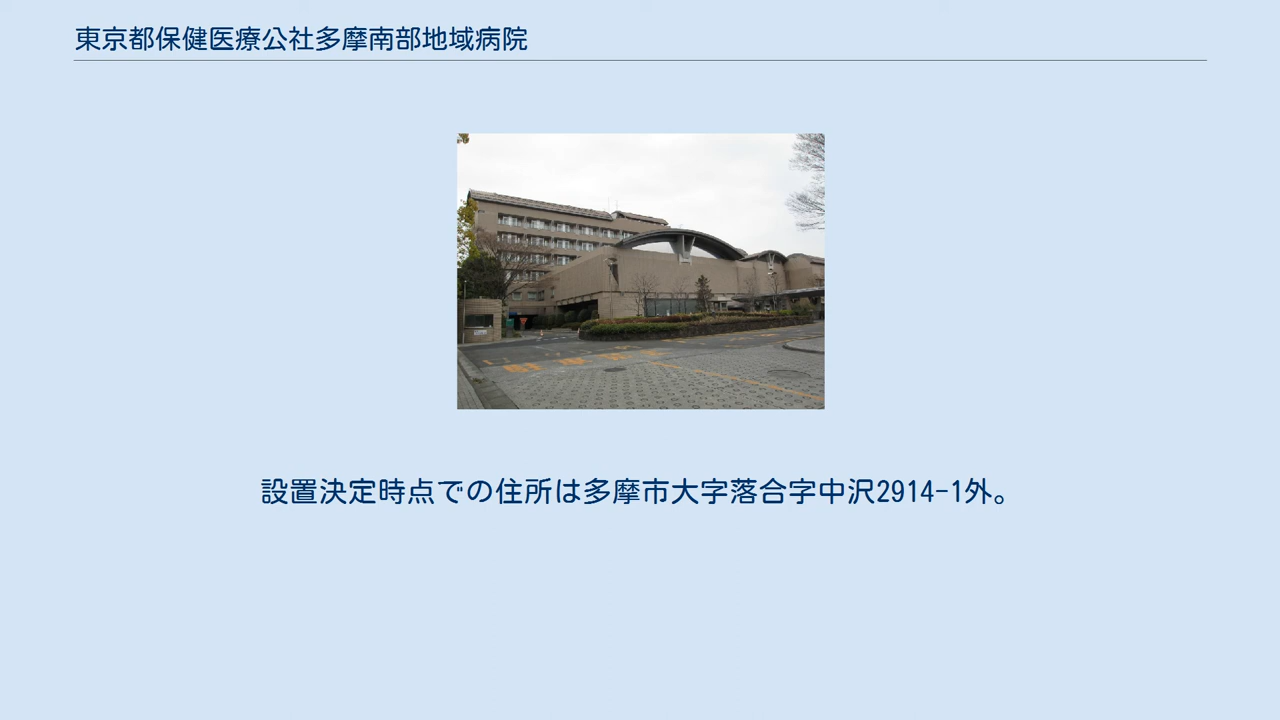 東京都保健医療公社多摩南部地域病院
設置決定時点での住所は多摩市大字落合字中沢2914-1外。